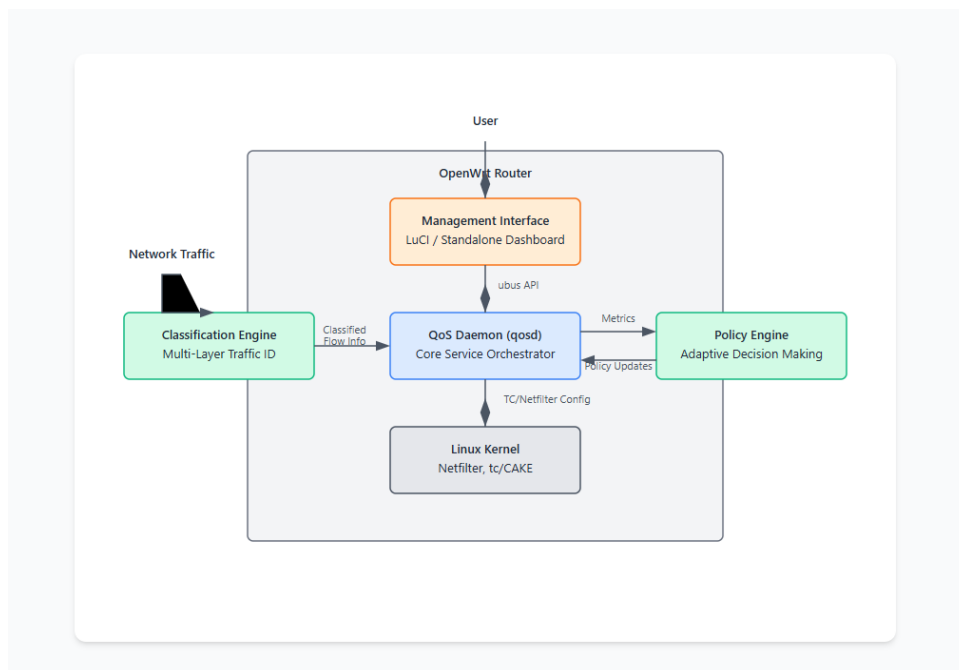 User
OpenWrt Router
Management Interface
LuCI / Standalone Dashboard
Network Traffic
ubus API
Classification Engine
Multi-Layer Traffic ID
Classified
Flow Info
QoS Daemon (qosd)
Core Service Orchestrator
Metrics
Policy Updates
Policy Engine
Adaptive Decision Making
TC/Netfilter Config
Linux Kernel
Netfilter, tc/CAKE